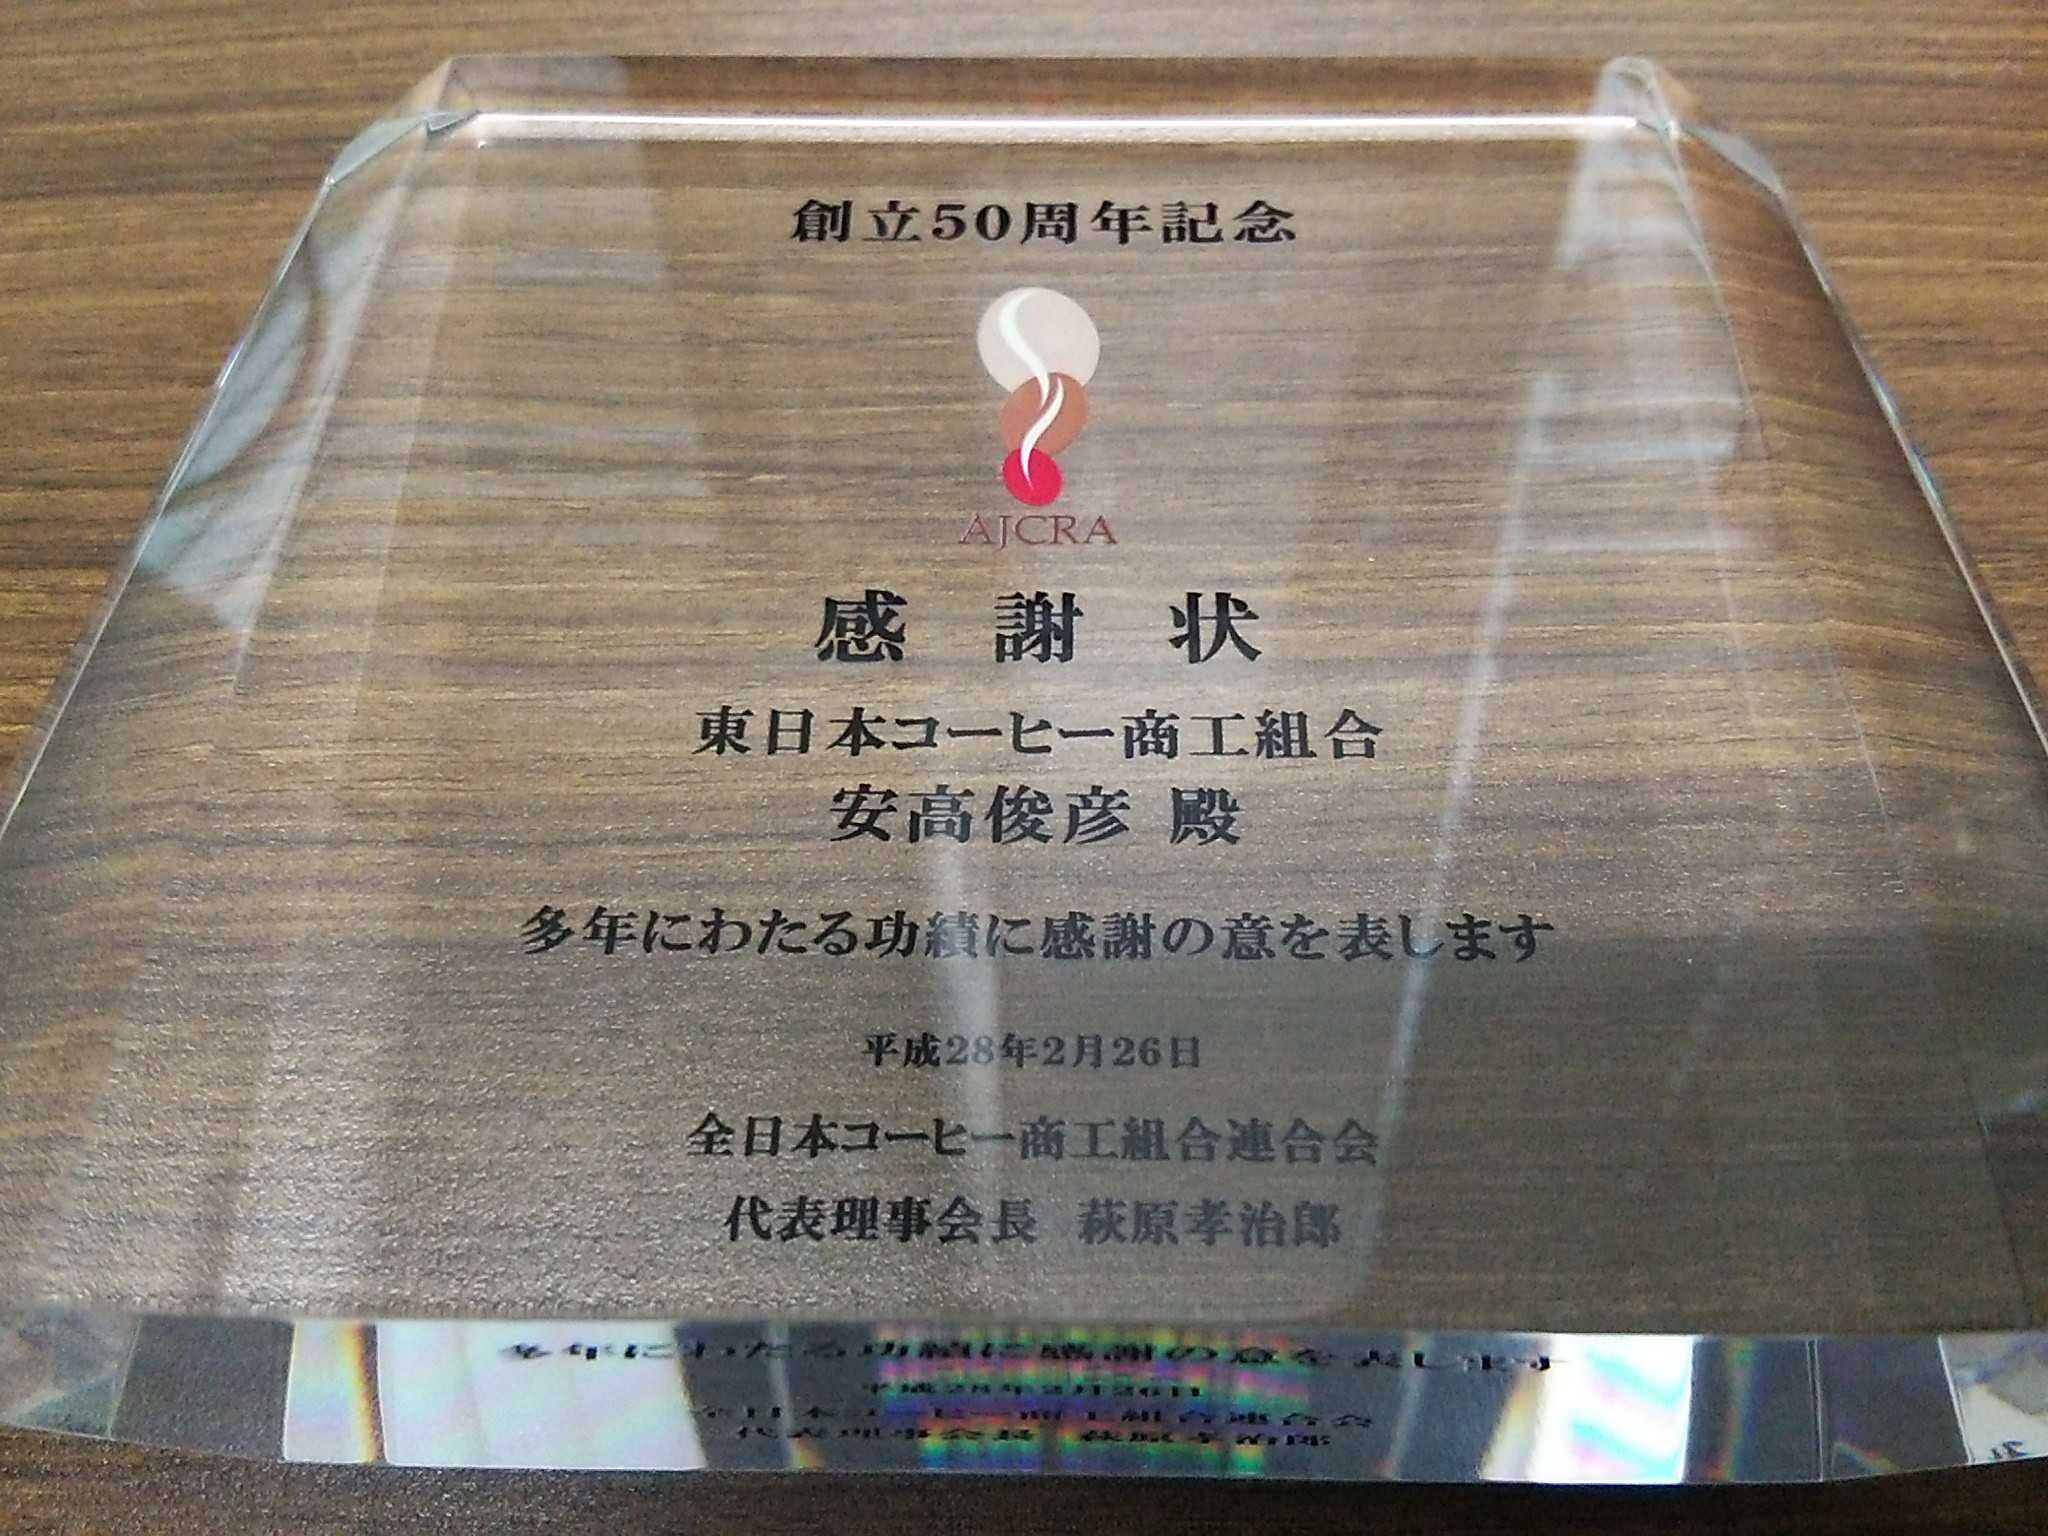 創立50周年記念
AJCRA
感 謝 状
東日本コーヒー商工組合
安高俊彦 殿
多年にわたる功績に感謝の意を表します
平成28年2月26日
全日本コーヒー商工組合連合会
代表理事会長 萩原孝治郎